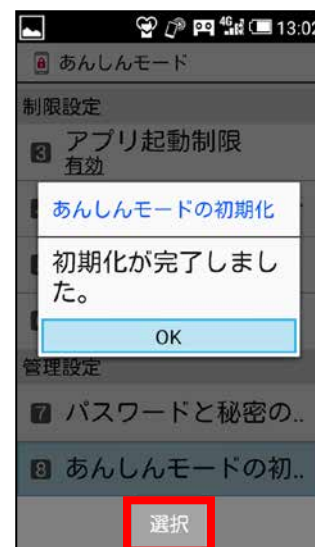 4G 13:02
あんしんモード
制限設定
3 アプリ起動制限
有効
あんしんモードの初期化
初期化が完了しまし
た。
OK
管理設定
7 パスワードと秘密の..
8 あんしんモードの初..
選択